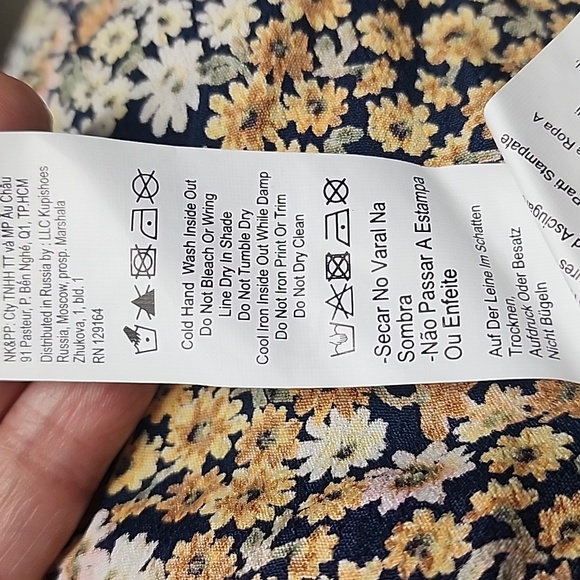 NK&PP: Cty TNHH TT và MP Âu Châu
91 Pasteur, P. Bến Nghé, Q1, TP.HCM
Distributed in Russia by : LLC Kupishoes
Russia, Moscow, prosp. Marshala
Zhukova, 1, bld. 1
RN 129164
Cold Hand Wash Inside Out
Do Not Bleach Or Wring
Line Dry In Shade
Do Not Tumble Dry
Cool Iron Inside Out While Damp
Do Not Iron Print Or Trim
Do Not Dry Clean
-Secar No Varal Na
Sombra
-Não Passar A Estampa
Ou Enfeite
Auf Der Leine Im Schatten
Trocknen,
Aufdruck Oder Besatz
Nicht Bügeln
Parti Stampate
Ropa A